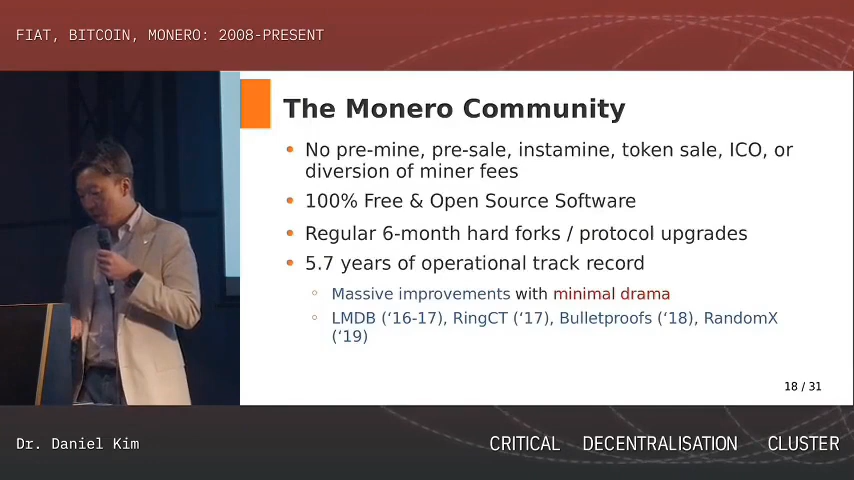 FIAT, BITCOIN, MONERO: 2008-PRESENT
The Monero Community
• No pre-mine, pre-sale, instamine, token sale, ICO, or
diversion of miner fees
• 100% Free & Open Source Software
• Regular 6-month hard forks / protocol upgrades
• 5.7 years of operational track record
◦ Massive improvements with minimal drama
◦ LMDB (‘16-17), RingCT (‘17), Bulletproofs (‘18), RandomX
(‘19)
18 / 31
Dr. Daniel Kim
CRITICAL DECENTRALISATION CLUSTER